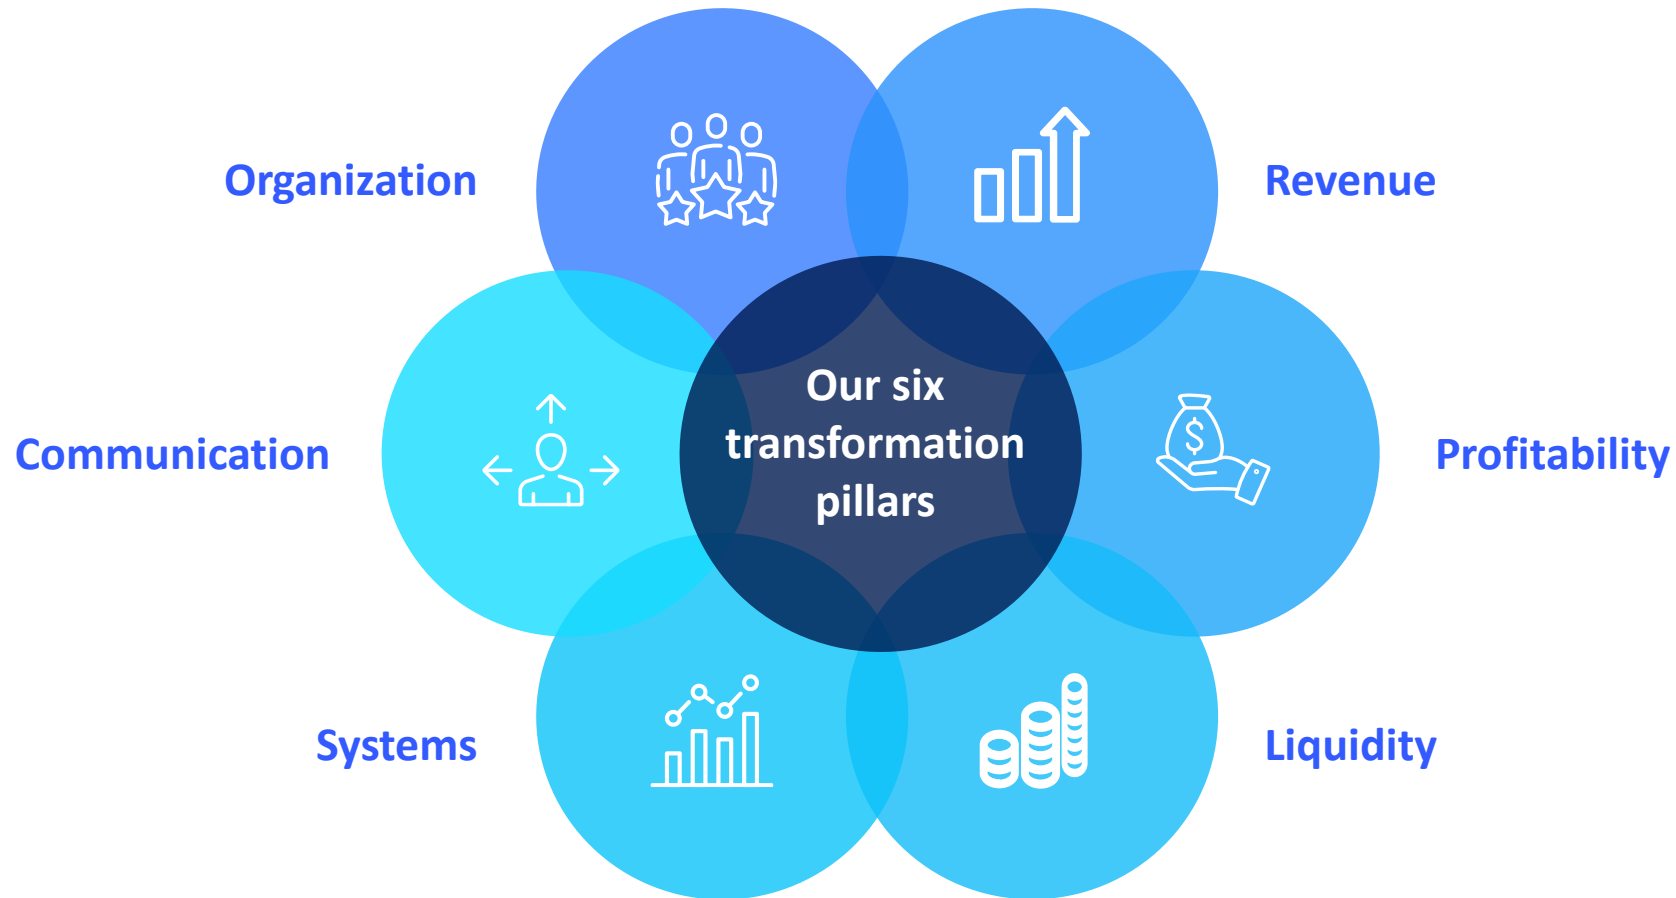 Organization
Revenue
Our six
transformation
pillars
Communication
Profitability
$
Systems
Liquidity